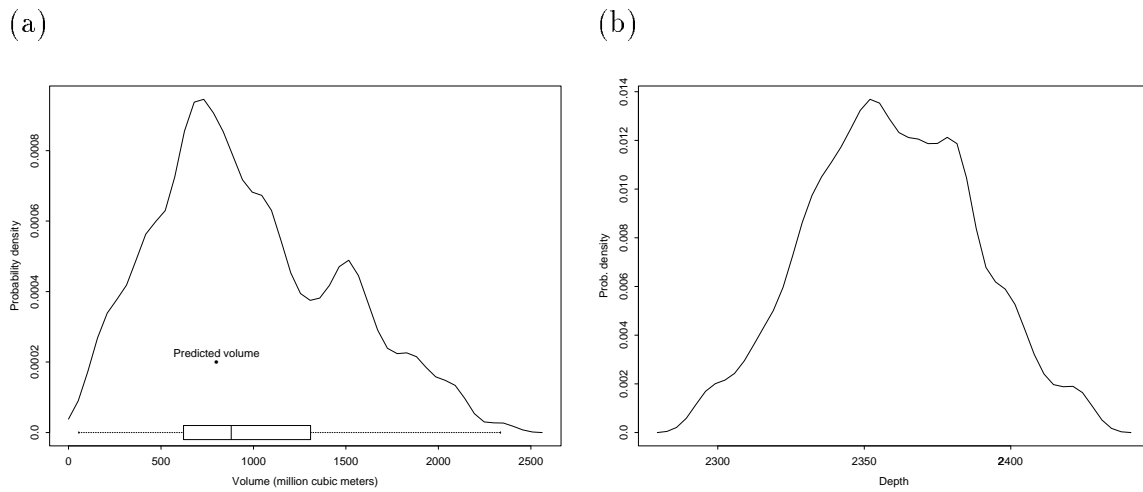 (a)
(b)
Probability density
0.0 0.0002 0.0004 0.0006 0.0008
Predicted volume
0 500 1000 1500 2000 2500
Volume (million cubic meters)
Prob. density
0.0 0.002 0.004 0.006 0.008 0.010 0.012 0.014
2300 2350 2400
Depth